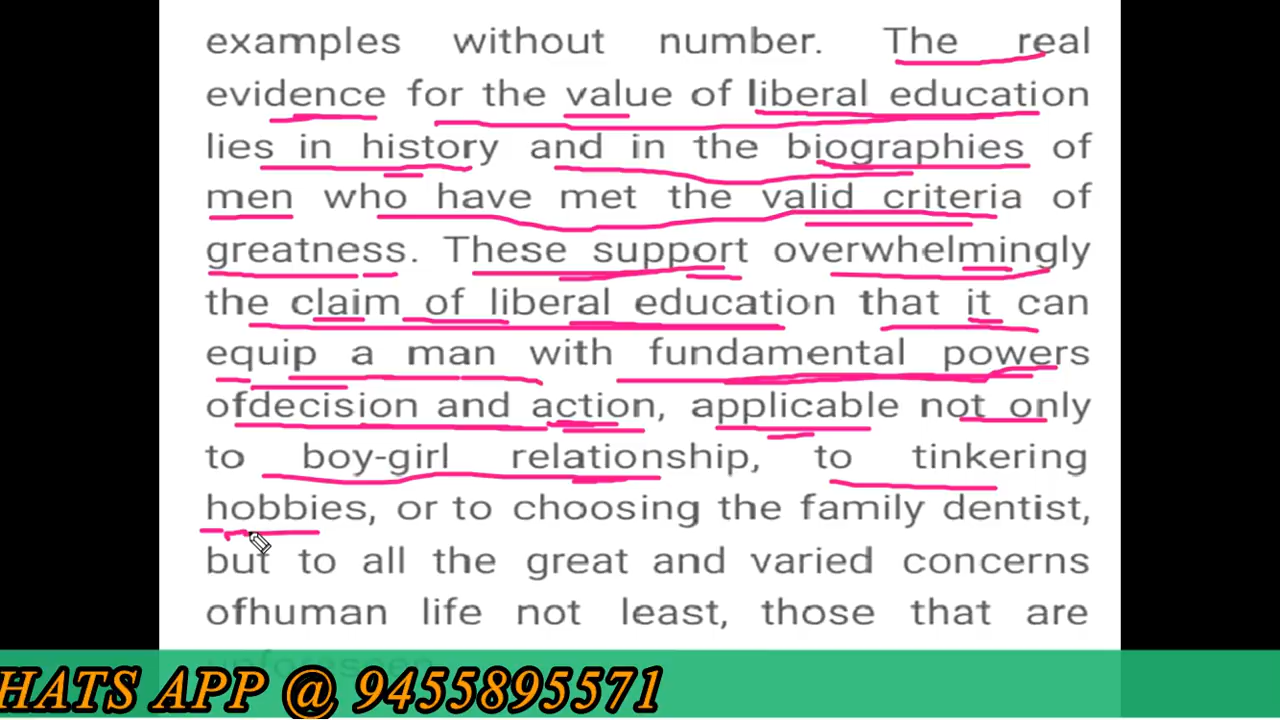 examples without number. The real
evidence for the value of liberal education
lies in history and in the biographies of
men who have met the valid criteria of
greatness. These support overwhelmingly
the claim of liberal education that it can
equip a man with fundamental powers
ofdecision and action, applicable not only
to boy-girl relationship, to tinkering
hobbies, or to choosing the family dentist,
but to all the great and varied concerns
ofhuman life not least, those that are
unforeseen.
HATS APP @ 9455895571